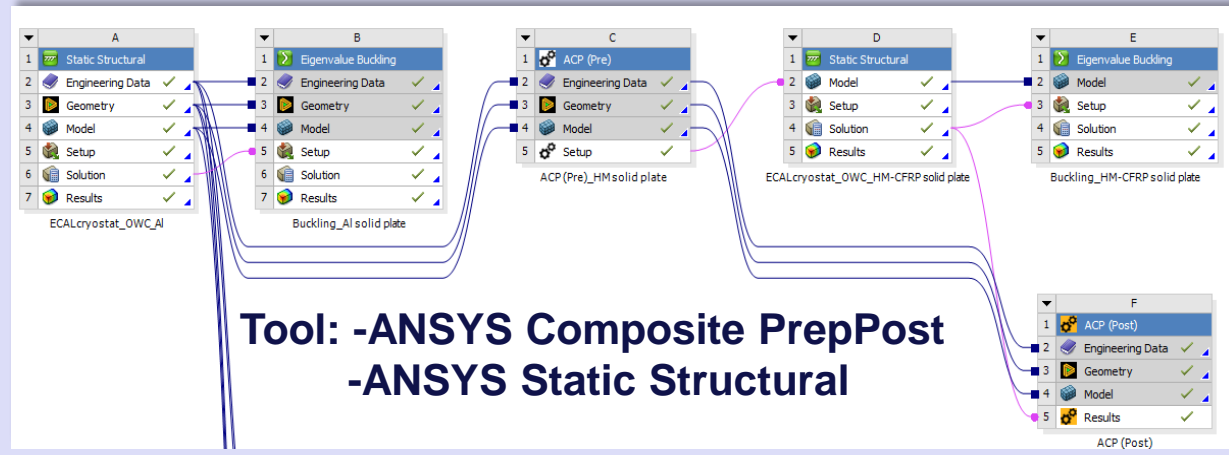 A
1 Static Structural
2 Engineering Data
3 Geometry
4 Model
5 Setup
6 Solution
7 Results
ECALcryostat_OWC_Al
B
1 Eigenvalue Buckling
2 Engineering Data
3 Geometry
4 Model
5 Setup
6 Solution
7 Results
Buckling_Al solid plate
C
1 ACP (Pre)
2 Engineering Data
3 Geometry
4 Model
5 Setup
ACP (Pre)_HM solid plate
D
1 Static Structural
2 Model
3 Setup
4 Solution
5 Results
ECALcryostat_OWC_HM-CFRP solid plate
E
1 Eigenvalue Buckling
2 Model
3 Setup
4 Solution
5 Results
Buckling_HM-CFRP solid plate
Tool: -ANSYS Composite PrepPost
-ANSYS Static Structural
F
1 ACP (Post)
2 Engineering Data
3 Geometry
4 Model
5 Results
ACP (Post)